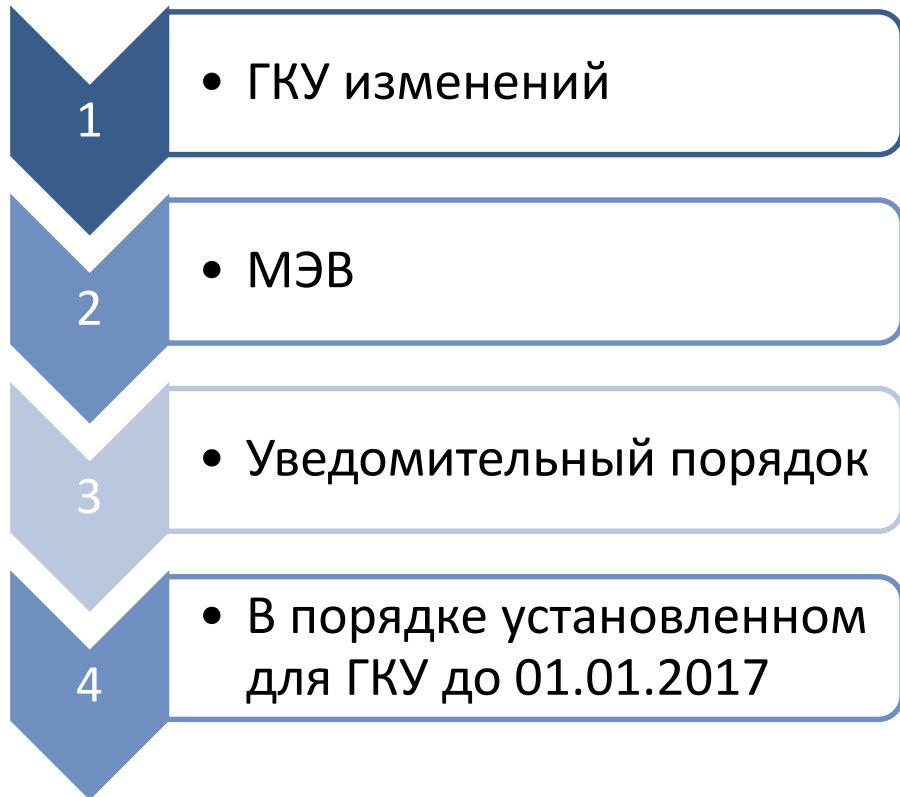 1
• ГКУ изменений
2
• МЭВ
3
• Уведомительный порядок
4
• В порядке установленном
для ГКУ до 01.01.2017